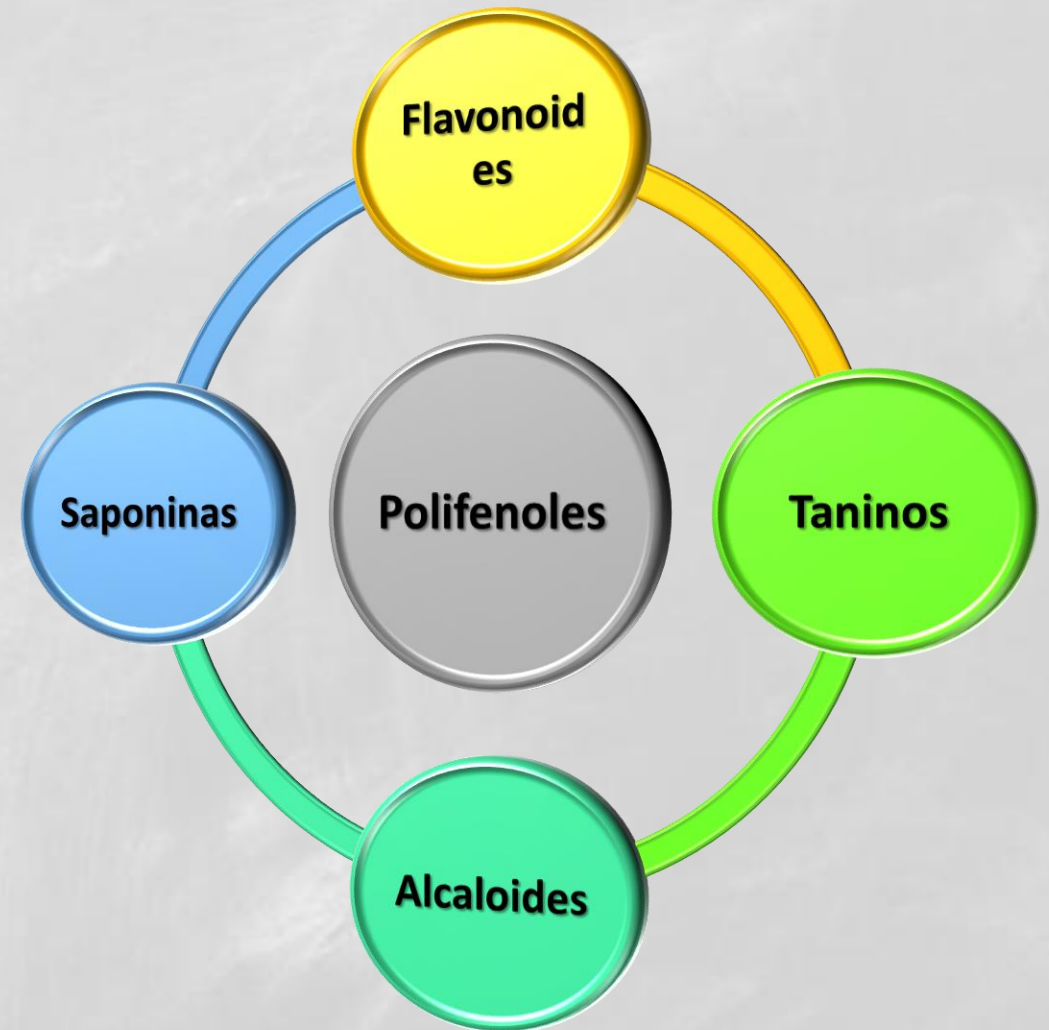 Flavonoid
es
Saponinas
Polifenoles
Taninos
Alcaloides